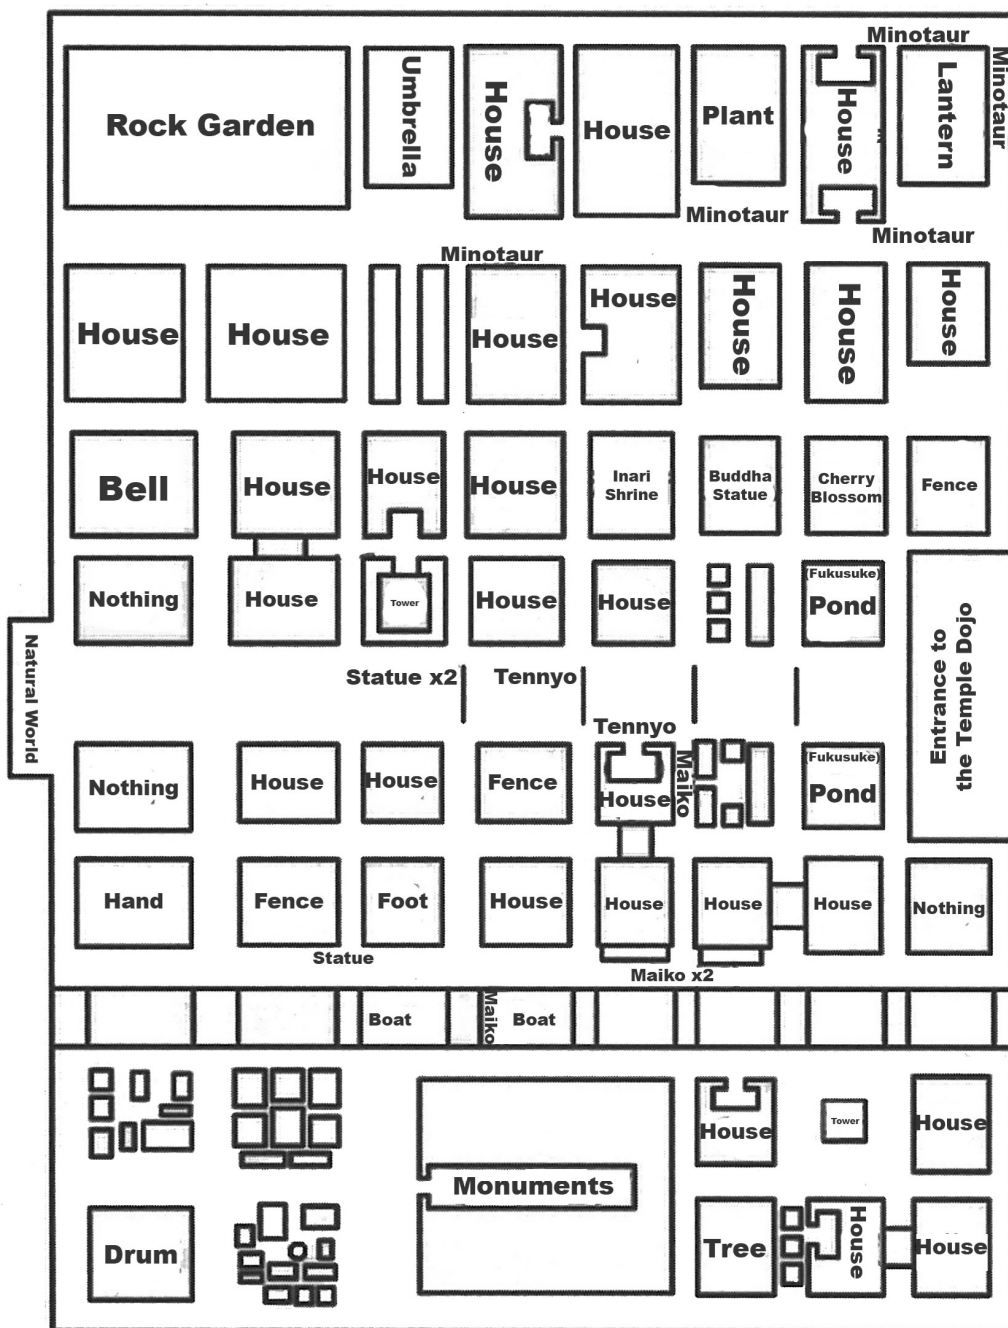 Minotaur
Minotaur
Rock Garden
Umbrella
House
House
Plant
House
Lantern
Minotaur
Minotaur
Minotaur
House
House
House
House
House
House
House
Bell
House
House
House
Inari
Shrine
Buddha
Statue
Cherry
Blossom
Fence
Nothing
House
Tower
House
House
(Fukusuke)
Pond
Entrance to
the Temple Dojo
Natural World
Statue x2
Tennyo
Tennyo
Nothing
House
House
Fence
House
Maiko
(Fukusuke)
Pond
Hand
Fence
Foot
House
House
House
House
Nothing
Statue
Maiko x2
Boat
Maiko
Boat
House
Tower
House
Monuments
Drum
Tree
House
House